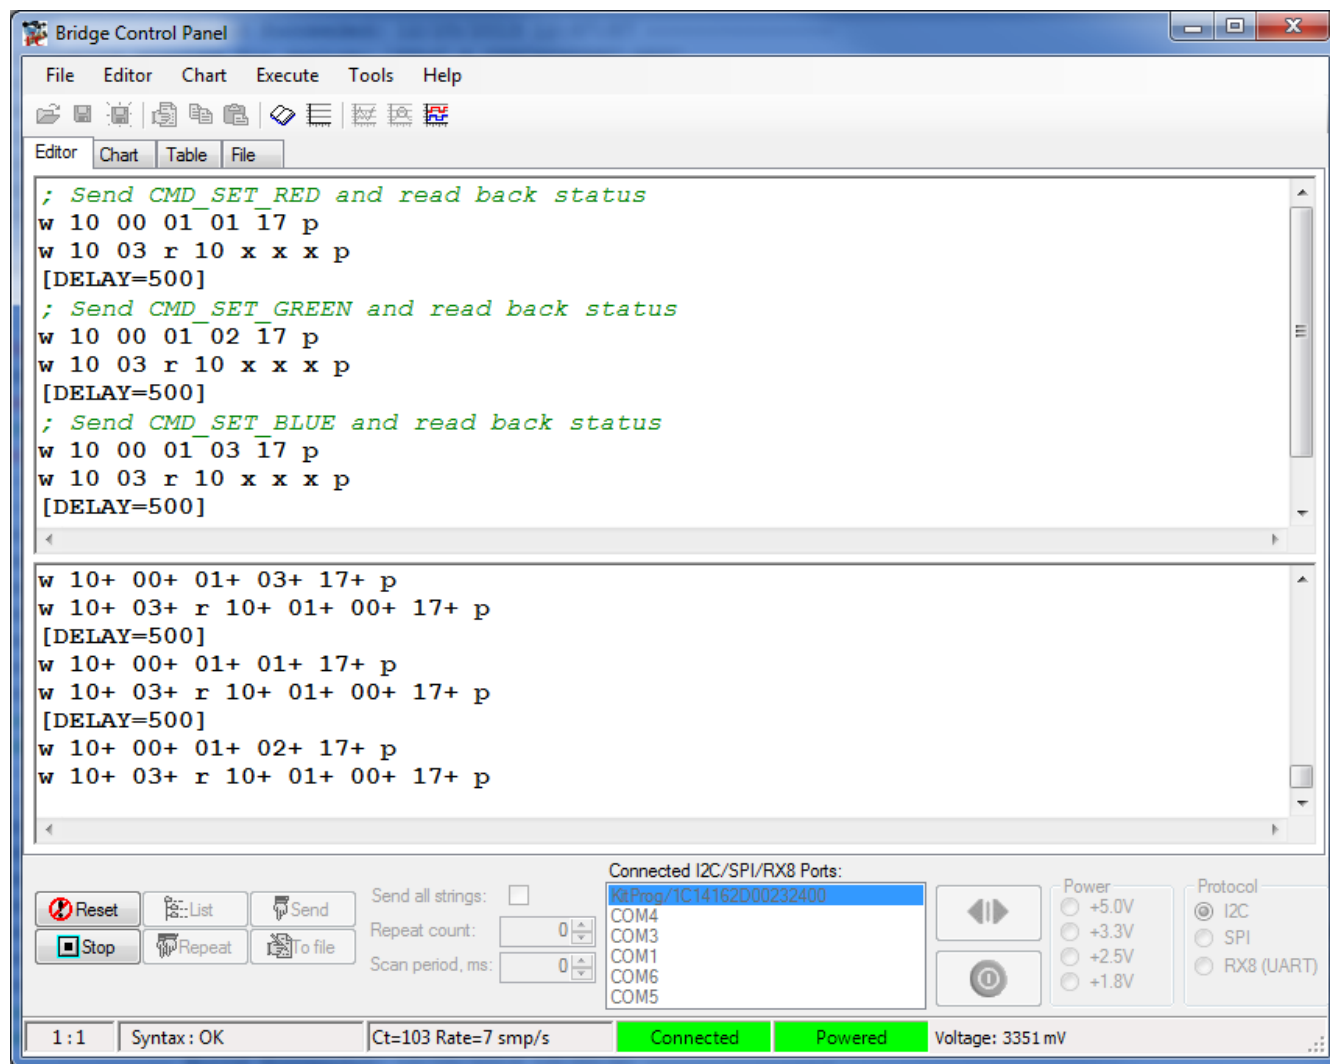 Bridge Control Panel
File Editor Chart Execute Tools Help
Editor Chart Table File
; Send CMD_SET_RED and read back status
w 10 00 01 01 17 p
w 10 03 r 10 x x x p
[DELAY=500]
; Send CMD_SET_GREEN and read back status
w 10 00 01 02 17 p
w 10 03 r 10 x x x p
[DELAY=500]
; Send CMD_SET_BLUE and read back status
w 10 00 01 03 17 p
w 10 03 r 10 x x x p
[DELAY=500]
w 10+ 00+ 01+ 03+ 17+ p
w 10+ 03+ r 10+ 01+ 00+ 17+ p
[DELAY=500]
w 10+ 00+ 01+ 01+ 17+ p
w 10+ 03+ r 10+ 01+ 00+ 17+ p
[DELAY=500]
w 10+ 00+ 01+ 02+ 17+ p
w 10+ 03+ r 10+ 01+ 00+ 17+ p
Reset List Send
Stop Repeat To file
Send all strings:
Repeat count: 0
Scan period, ms: 0
Connected I2C/SPI/RX8 Ports:
KitProg/1C14162D00232400
COM4
COM3
COM1
COM6
COM5
Power
+5.0V
+3.3V
+2.5V
+1.8V
Protocol
I2C
SPI
RX8 (UART)
1 : 1 Syntax : OK Ct=103 Rate=7 smp/s Connected Powered Voltage: 3351 mV